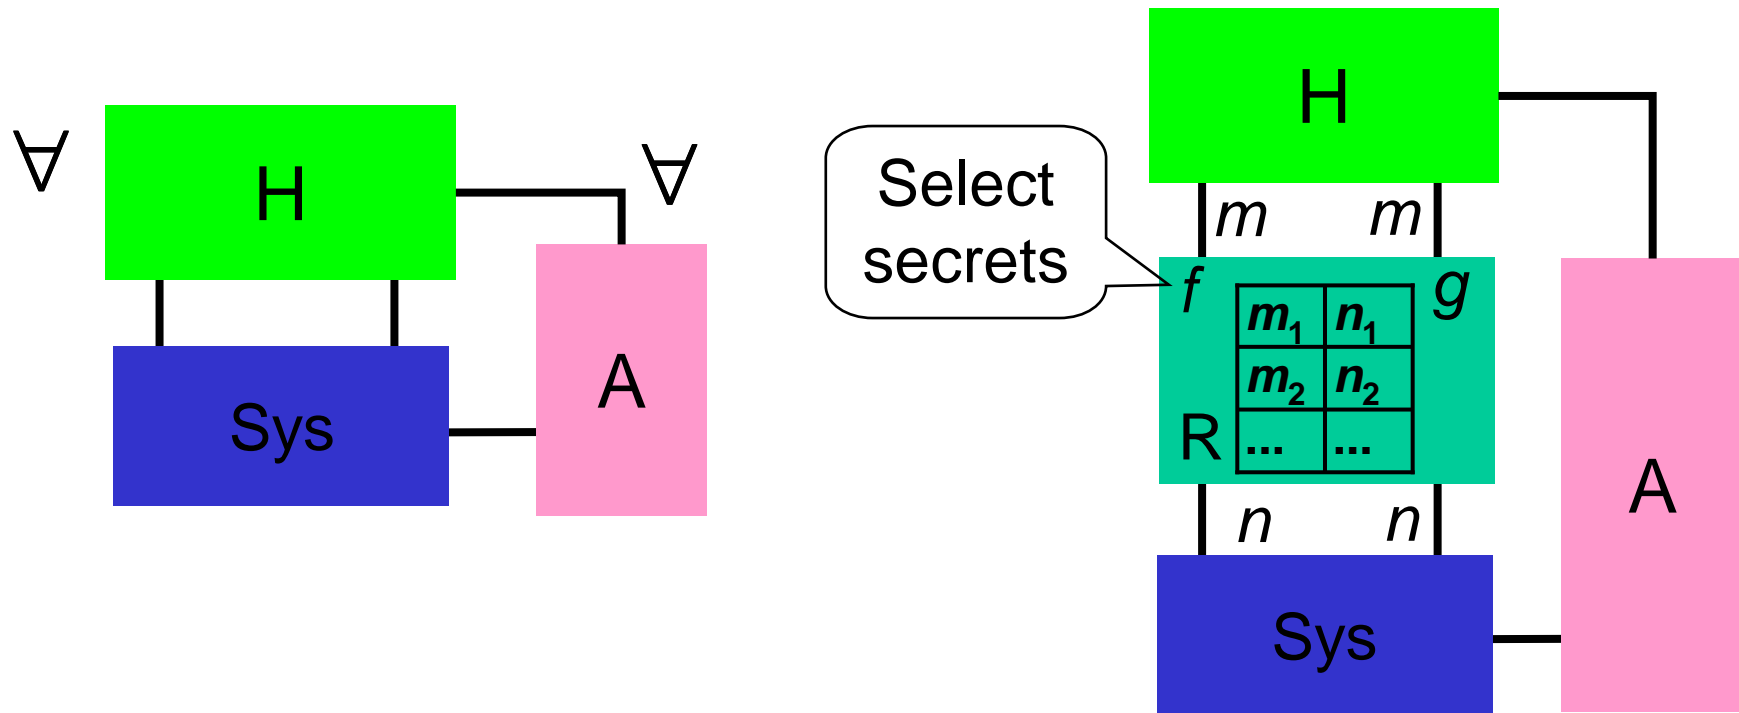 ∀
H
∀
A
Sys
H
Select
secrets
m
m
f
g
m₁
n₁
m₂
n₂
R
...
...
A
n
n
Sys